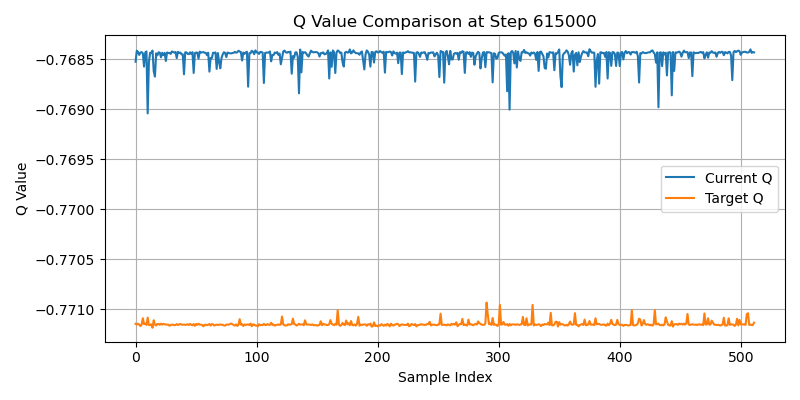 Q Value Comparison at Step 615000
Q Value
−0.7685
−0.7690
−0.7695
−0.7700
−0.7705
−0.7710
Current Q
Target Q
0
100
200
300
400
500
Sample Index